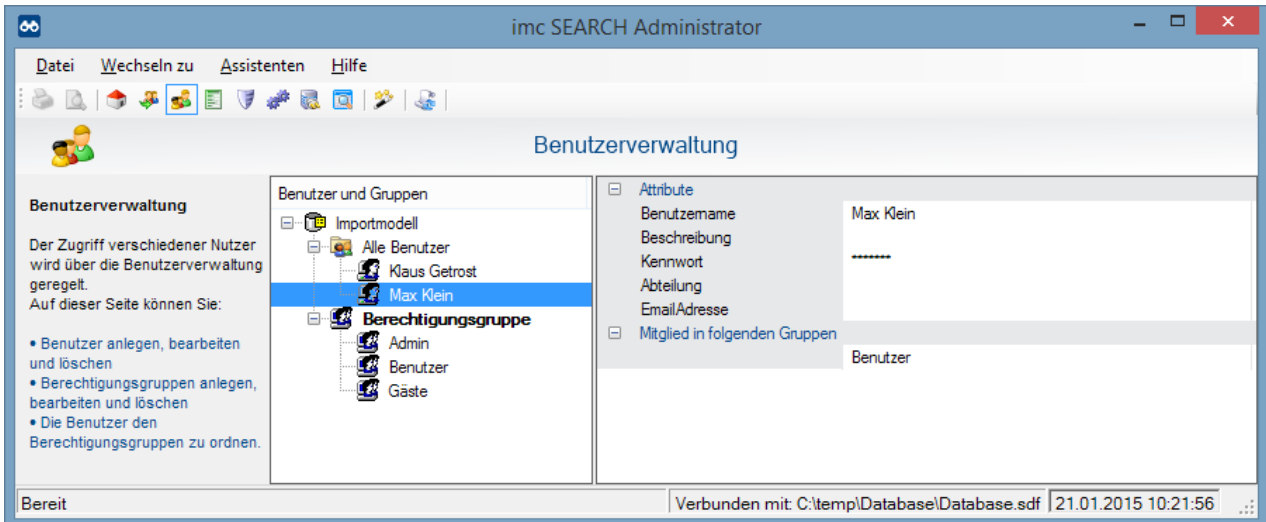 imc SEARCH Administrator
Datei Wechseln zu Assistenten Hilfe
Benutzerverwaltung
Benutzerverwaltung
Der Zugriff verschiedener Nutzer
wird über die Benutzerverwaltung
geregelt.
Auf dieser Seite können Sie:
• Benutzer anlegen, bearbeiten
und löschen
• Berechtigungsgruppen anlegen,
bearbeiten und löschen
• Die Benutzer den
Berechtigungsgruppen zu ordnen.
Benutzer und Gruppen
Importmodell
Alle Benutzer
Klaus Getrost
Max Klein
Berechtigungsgruppe
Admin
Benutzer
Gäste
Attribute
Benutzername Max Klein
Beschreibung
Kennwort *******
Abteilung
EmailAdresse
Mitglied in folgenden Gruppen
Benutzer
Bereit
Verbunden mit: C:\temp\Database\Database.sdf 21.01.2015 10:21:56